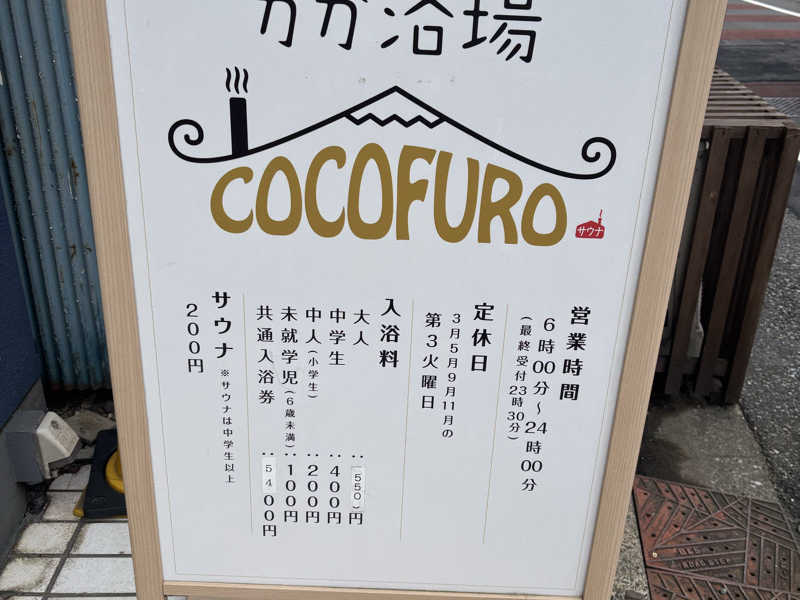 カガ浴場
COCOFURO
サウナ
営業時間
6時00分～24時00分
(最終受付23時30分)
定休日
3月5月9月11月の
第3火曜日
入浴料
大人 : (550)円
中学生 : 400円
中人(小学生) : 200円
未就学児(6歳未満) : 100円
共通入浴券 : 5400円
サウナ ※サウナは中学生以上
200円